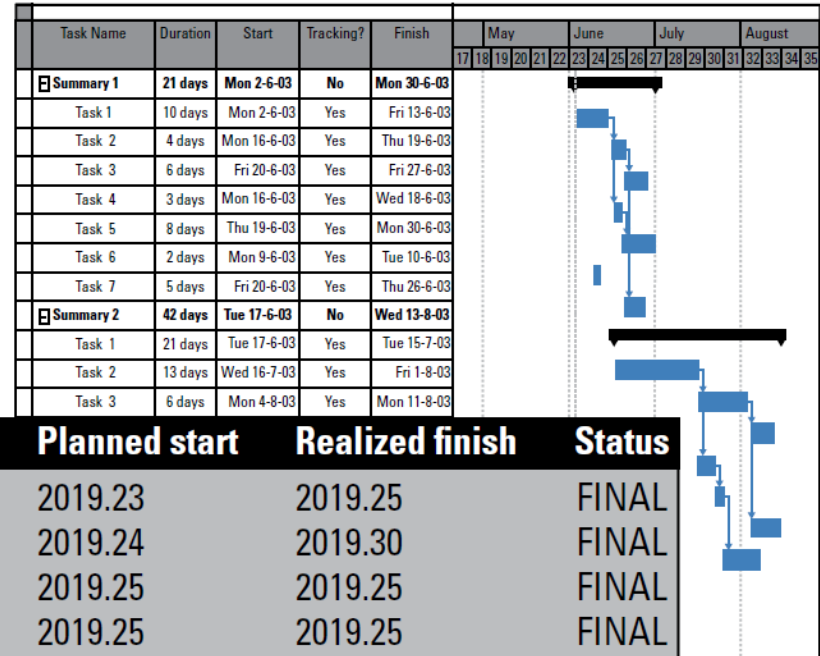 May June July August
Task Name Duration Start Tracking? Finish
17 18 19 20 21 22 23 24 25 26 27 28 29 30 31 32 33 34 35
Summary 1 21 days Mon 2-6-03 No Mon 30-6-03
Task 1 10 days Mon 2-6-03 Yes Fri 13-6-03
Task 2 4 days Mon 16-6-03 Yes Thu 19-6-03
Task 3 6 days Fri 20-6-03 Yes Fri 27-6-03
Task 4 3 days Mon 16-6-03 Yes Wed 18-6-03
Task 5 8 days Thu 19-6-03 Yes Mon 30-6-03
Task 6 2 days Mon 9-6-03 Yes Tue 10-6-03
Task 7 5 days Fri 20-6-03 Yes Thu 26-6-03
Summary 2 42 days Tue 17-6-03 No Wed 13-8-03
Task 1 21 days Tue 17-6-03 Yes Tue 15-7-03
Task 2 13 days Wed 16-7-03 Yes Fri 1-8-03
Task 3 6 days Mon 4-8-03 Yes Mon 11-8-03
Planned start Realized finish Status
2019.23 2019.25 FINAL
2019.24 2019.30 FINAL
2019.25 2019.25 FINAL
2019.25 2019.25 FINAL